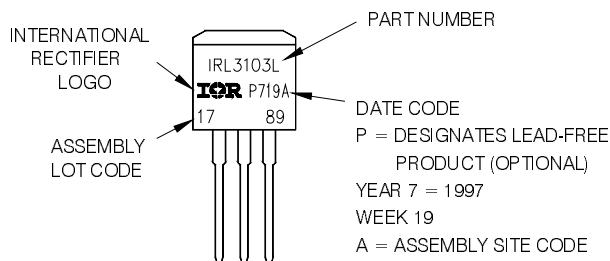 PART NUMBER
INTERNATIONAL
RECTIFIER
LOGO
IRL3103L
IOR P719A
17 89
ASSEMBLY
LOT CODE
DATE CODE
P = DESIGNATES LEAD-FREE
PRODUCT (OPTIONAL)
YEAR 7 = 1997
WEEK 19
A = ASSEMBLY SITE CODE